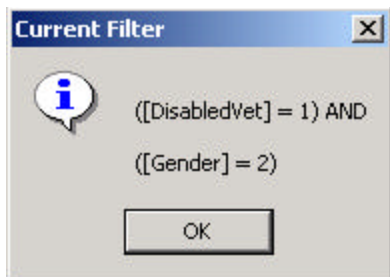 Current Filter
([DisabledVet] = 1) AND
([Gender] = 2)
OK